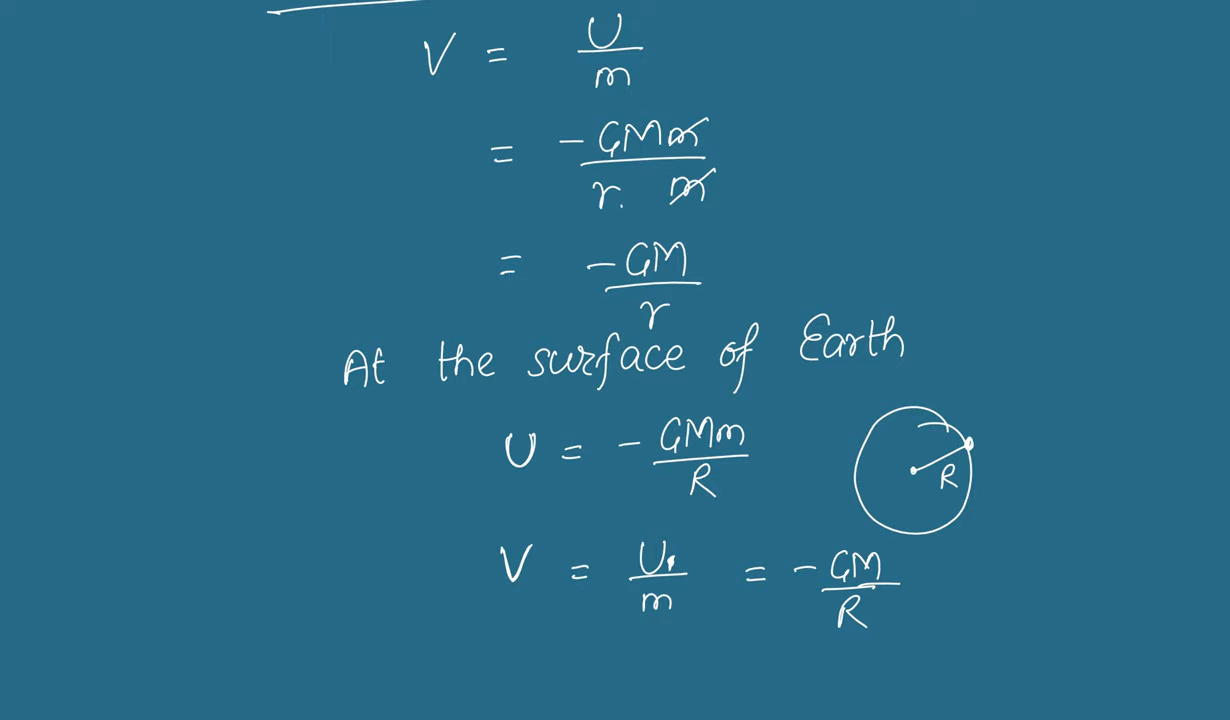 V = U/m
= -GMm/r. m
= -GM/r
At the surface of Earth
U = -GMm/R
R
V = U/m = -GM/R